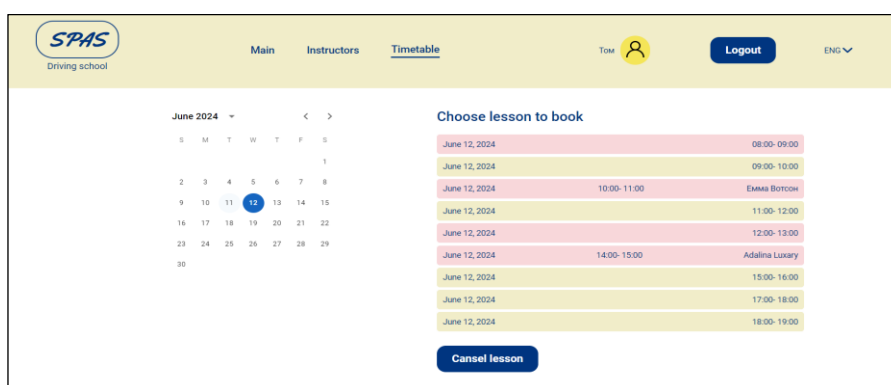 SPAS
Driving school
Main Instructors Timetable Том Logout ENG
June 2024
S M T W T F S
1
2 3 4 5 6 7 8
9 10 11 12 13 14 15
16 17 18 19 20 21 22
23 24 25 26 27 28 29
30
Choose lesson to book
June 12, 2024 08:00- 09:00
June 12, 2024 09:00- 10:00
June 12, 2024 10:00- 11:00 Емма Вотсон
June 12, 2024 11:00- 12:00
June 12, 2024 12:00- 13:00
June 12, 2024 14:00- 15:00 Adalina Luxary
June 12, 2024 15:00- 16:00
June 12, 2024 17:00- 18:00
June 12, 2024 18:00- 19:00
Cansel lesson